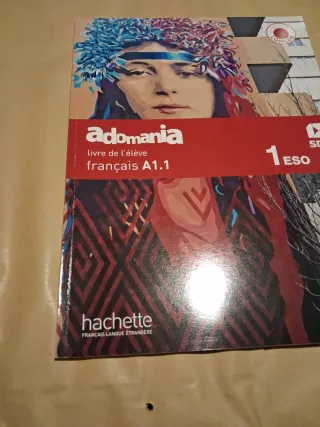 adomania
livre de l'élève
français A1.1
1 ESO
hachette
FRANÇAIS LANGUE ÉTRANGÈRE